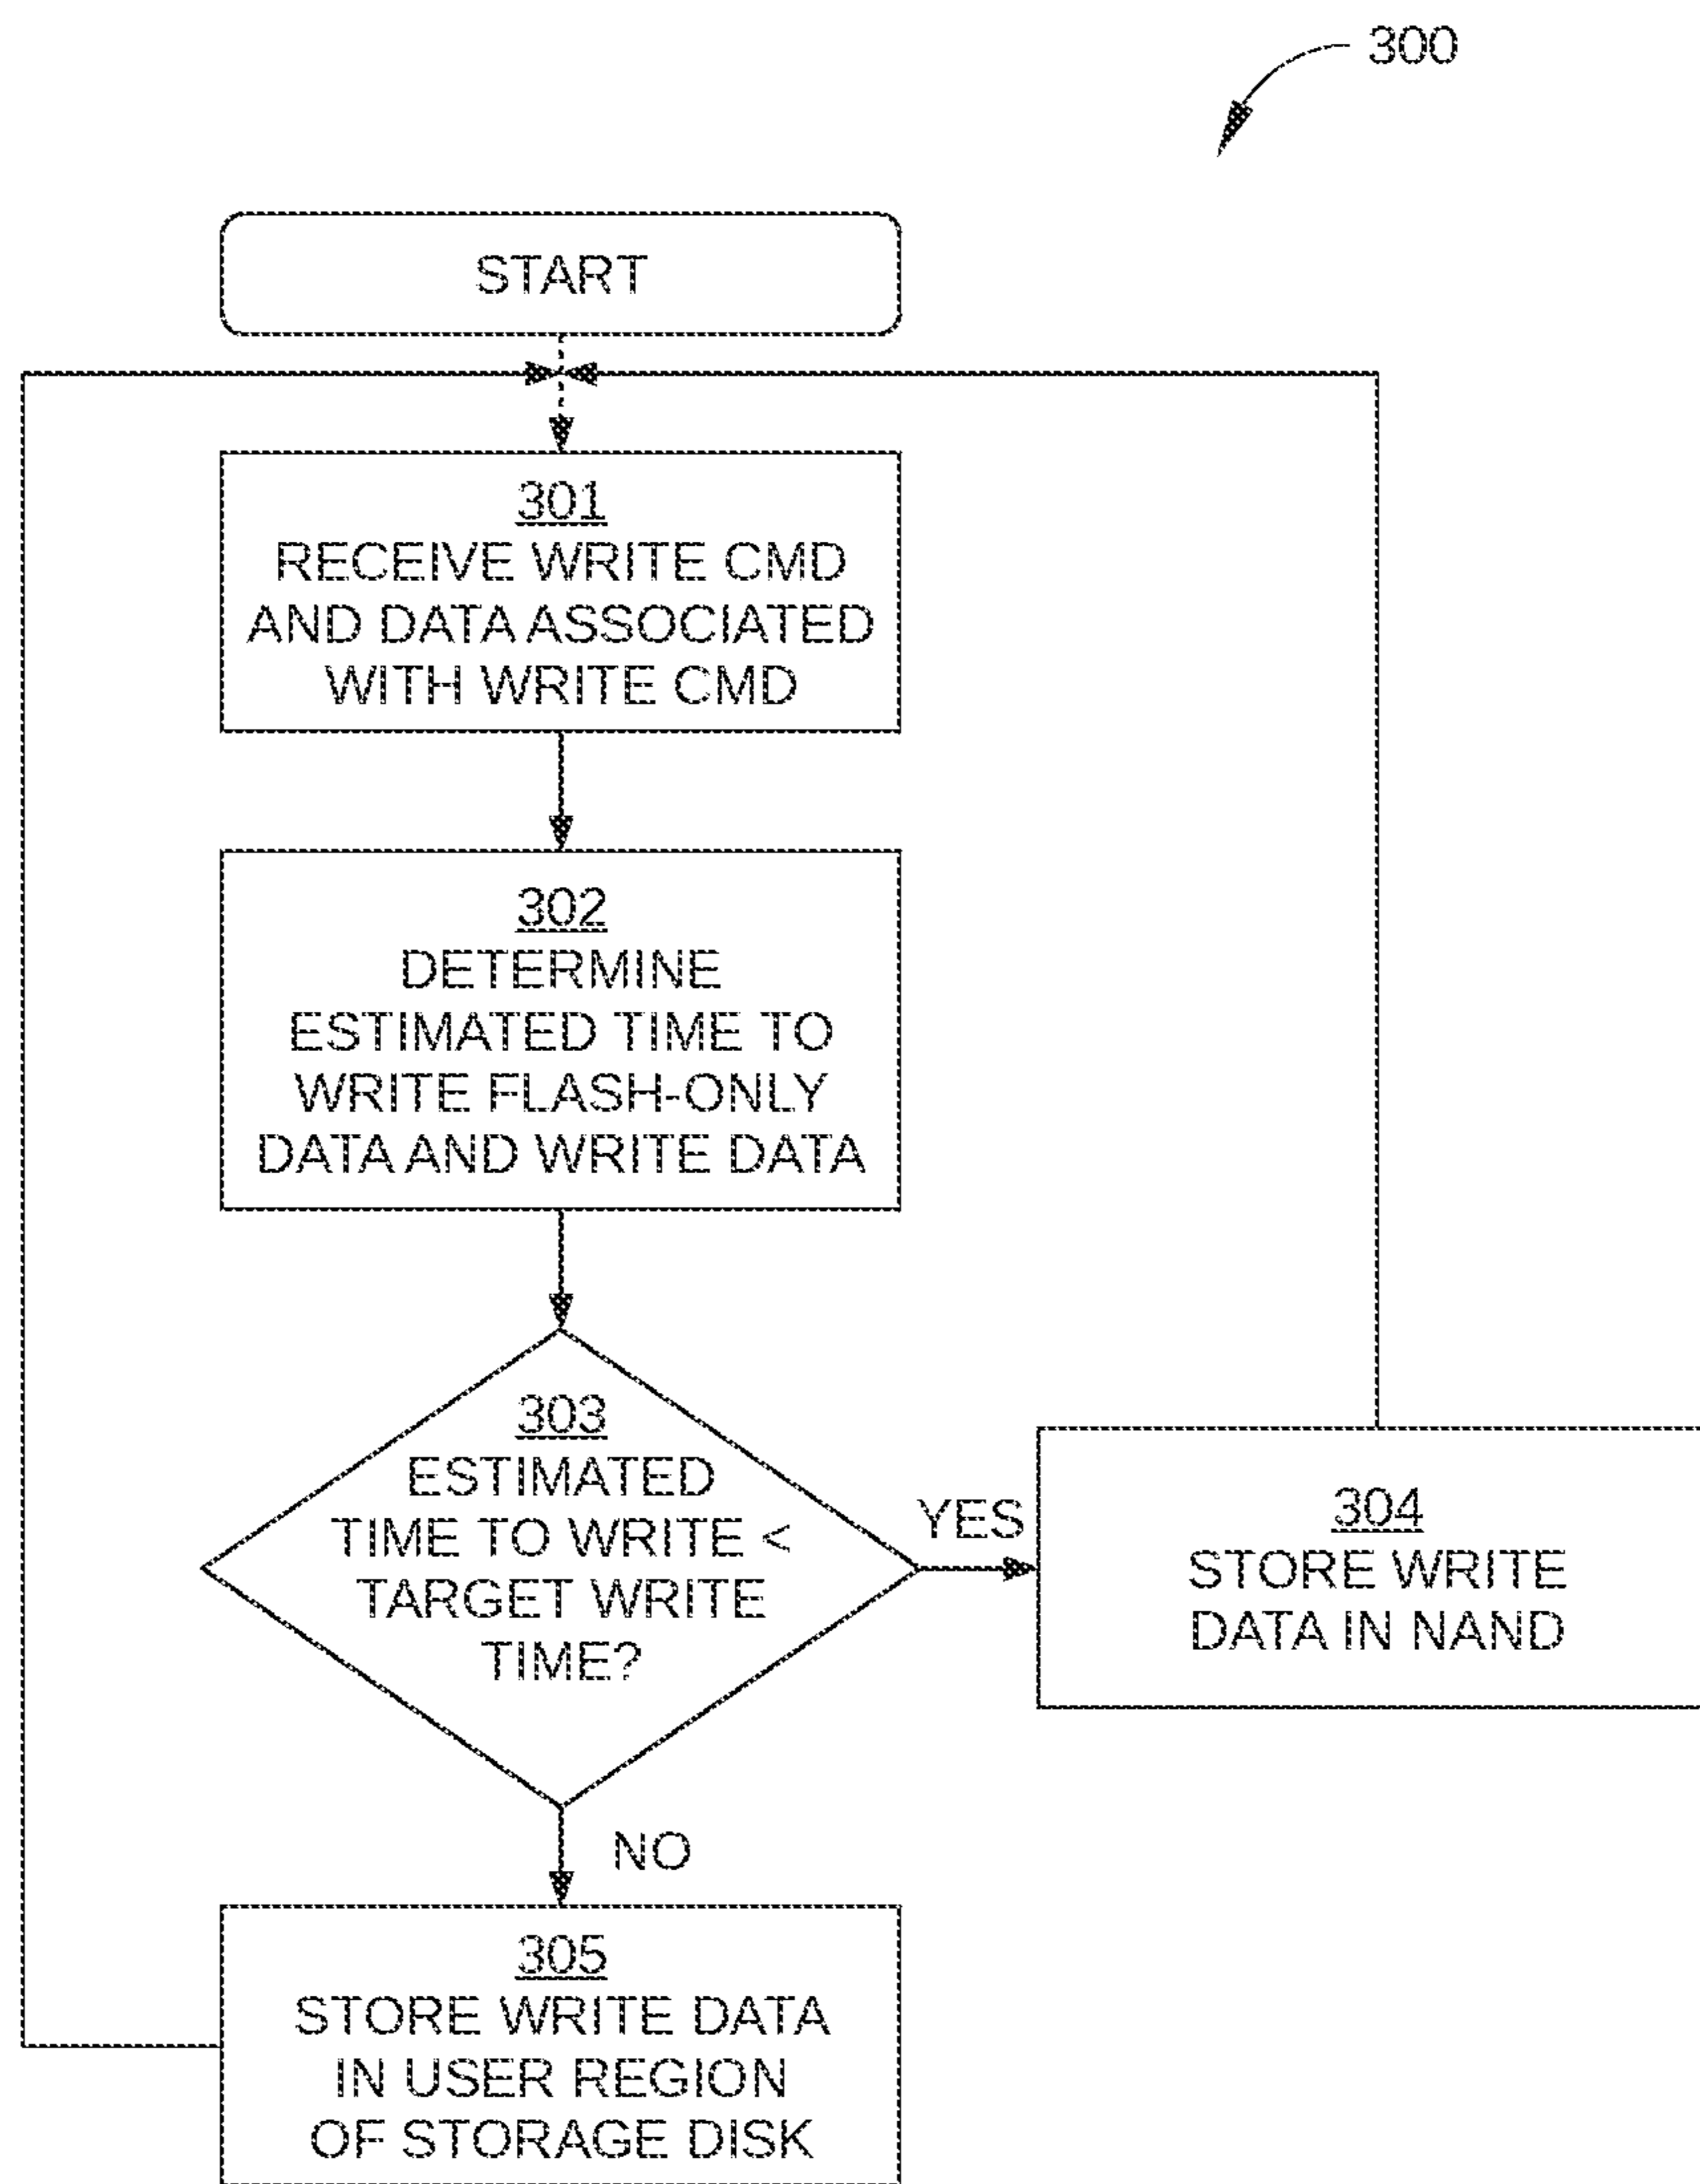 300
START
301
RECEIVE WRITE CMD
AND DATA ASSOCIATED
WITH WRITE CMD
302
DETERMINE
ESTIMATED TIME TO
WRITE FLASH-ONLY
DATA AND WRITE DATA
303
ESTIMATED
TIME TO WRITE <
TARGET WRITE
TIME?
YES
304
STORE WRITE
DATA IN NAND
NO
305
STORE WRITE DATA
IN USER REGION
OF STORAGE DISK